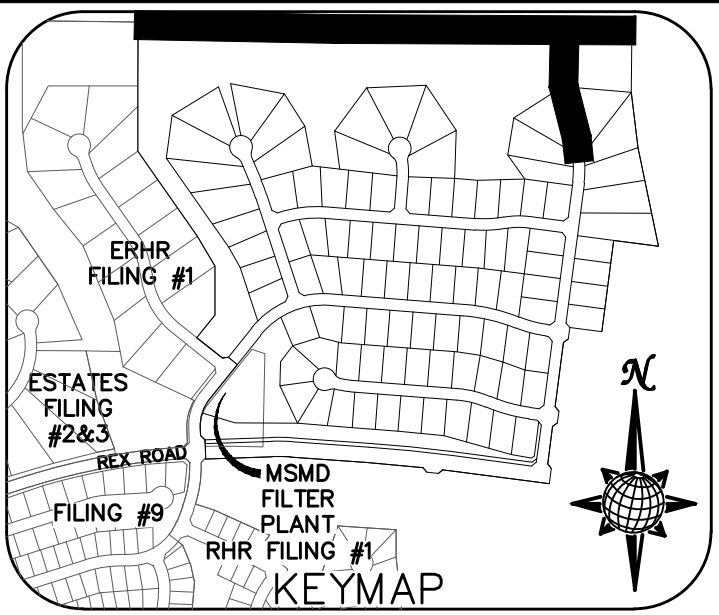 ERHR
FILING #1
N
ESTATES
FILING
#2&3
REX ROAD
MSMD
FILTER
PLANT
FILING #9
RHR FILING #1
KEYMAP